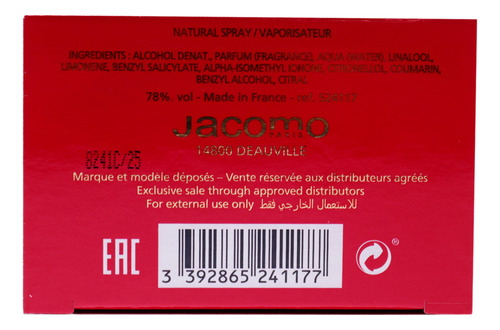 NATURAL SPRAY / VAPORISATEUR
INGREDIENTS : ALCOHOL DENAT., PARFUM (FRAGRANCE), AQUA (WATER), LINALOOL,
LIMONENE, BENZYL SALICYLATE, ALPHA-ISOMETHYL IONONE, CITRONELLOL, COUMARIN,
BENZYL ALCOHOL, CITRAL
78%. vol - Made in France - ref.
Jacomo
PARIS
14800 DEAUVILLE
8241C/25
Marque et modèle déposés – Vente réservée aux distributeurs agréés
Exclusive sale through approved distributors
For external use only للاستعمال الخارجي فقط
EAC
3 392865 241177